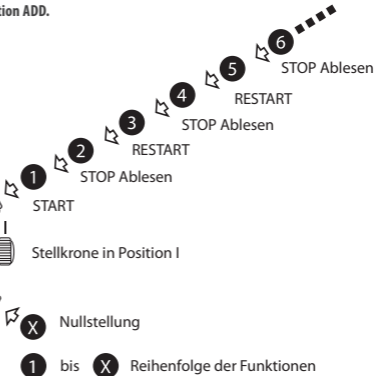 tion ADD.
6
STOP Ablesen
5
RESTART
4
STOP Ablesen
3
RESTART
2
STOP Ablesen
1
START
I
Stellkrone in Position I
X Nullstellung
1 bis X Reihenfolge der Funktionen